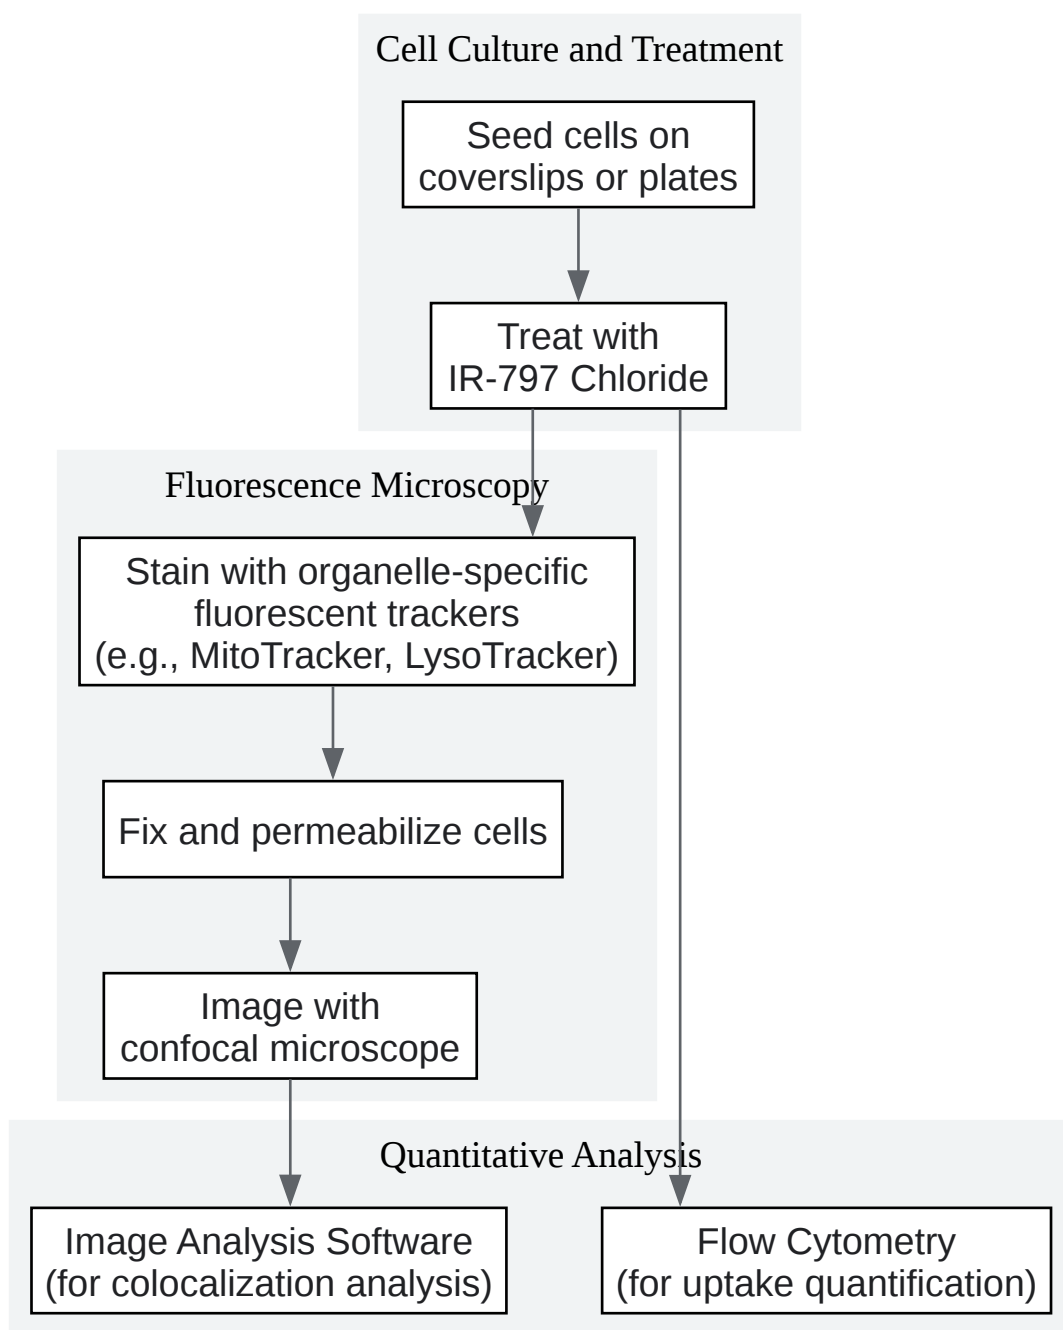 Cell Culture and Treatment
Seed cells on
coverslips or plates
Treat with
IR-797 Chloride
Fluorescence Microscopy
Stain with organelle-specific
fluorescent trackers
(e.g., MitoTracker, LysoTracker)
Fix and permeabilize cells
Image with
confocal microscope
Quantitative Analysis
Image Analysis Software
(for colocalization analysis)
Flow Cytometry
(for uptake quantification)